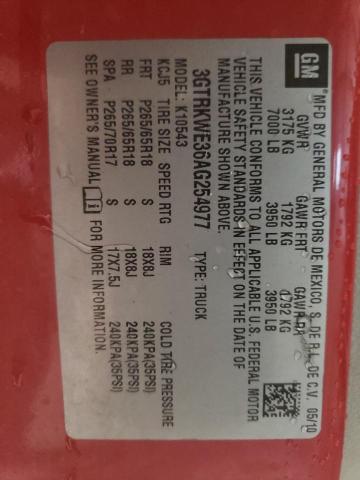 GM
MFD BY GENERAL MOTORS DE MEXICO, S. DE R.L. DE C.V. 05/10
GVWR GAWR FRT GAWR RR
3175 KG 1792 KG 1792 KG
7000 LB 3950 LB 3950 LB
THIS VEHICLE CONFORMS TO ALL APPLICABLE U.S. FEDERAL MOTOR
VEHICLE SAFETY STANDARDS IN EFFECT ON THE DATE OF
MANUFACTURE SHOWN ABOVE.
3GTRKWE36AG254977 TYPE: TRUCK
MODEL: K10543
KCJ5 TIRE SIZE SPEED RTG RIM COLD TIRE PRESSURE
FRT P265/65R18 S 18X8J 240KPA(35PSI)
RR P265/65R18 S 18X8J 240KPA(35PSI)
SPA P265/70R17 S 17X7.5J 240KPA(35PSI)
SEE OWNER'S MANUAL i FOR MORE INFORMATION.